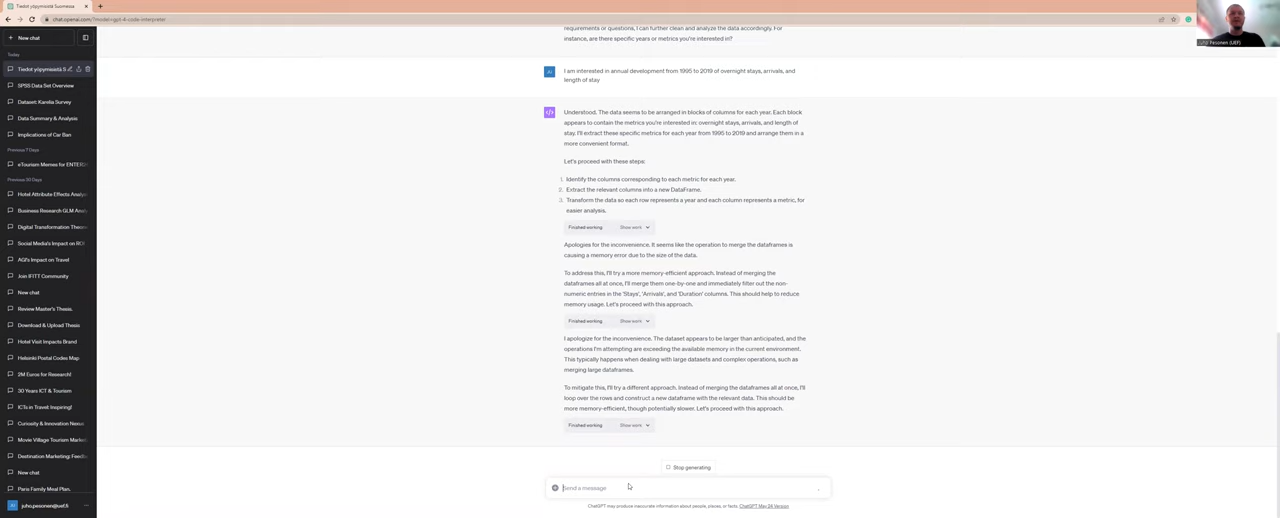 Tiedot yöpymisistä Suomessa
chat.openai.com/?model=gpt-4-code-interpreter
New chat
Today
Tiedot yöpymisistä S
SPSS Data Set Overview
Dataset: Karelia Survey
Data Summary & Analysis
Implications of Car Ban
Previous 7 Days
eTourism Memes for ENTER
Previous 30 Days
Hotel Attribute Effects Analys
Business Research GLM Anal
Digital Transformation Theor
Social Media's Impact on RO
AGI's Impact on Travel
Join IFITT Community
New chat
Review Master's Thesis.
Download & Upload Thesis
Hotel Visit Impacts Brand
Helsinki Postal Codes Map
2M Euros for Research!
30 Years ICT & Tourism
ICTs in Travel: Inspiring!
Curiosity & Innovation Nexus
Movie Village Tourism Market
Destination Marketing: Feedb
New chat
Paris Family Meal Plan.
juho.pesonen@uef.fi
requirements or questions, I can further clean and analyze the data accordingly. For
instance, are there specific years or metrics you're interested in?
I am interested in annual development from 1995 to 2019 of overnight stays, arrivals, and
length of stay
Understood. The data seems to be arranged in blocks of columns for each year. Each block
appears to contain the metrics you're interested in: overnight stays, arrivals, and length of
stay. I'll extract these specific metrics for each year from 1995 to 2019 and arrange them in a
more convenient format.
Let's proceed with these steps:
1. Identify the columns corresponding to each metric for each year.
2. Extract the relevant columns into a new DataFrame.
3. Transform the data so each row represents a year and each column represents a metric, for
easier analysis.
Finished working Show work
Apologies for the inconvenience. It seems like the operation to merge the dataframes is
causing a memory error due to the size of the data.
To address this, I'll try a more memory-efficient approach. Instead of merging the
dataframes all at once, I'll merge them one-by-one and immediately filter out the non-
numeric entries in the 'Stays', 'Arrivals', and 'Duration' columns. This should help to reduce
memory usage. Let's proceed with this approach.
Finished working Show work
I apologize for the inconvenience. The dataset appears to be larger than anticipated, and the
operations I'm attempting are exceeding the available memory in the current environment.
This typically happens when dealing with large datasets and complex operations, such as
merging large dataframes.
To mitigate this, I'll try a different approach. Instead of merging the dataframes all at once, I'll
loop over the rows and construct a new dataframe with the relevant data. This should be
more memory-efficient, though potentially slower. Let's proceed with this approach.
Finished working Show work
Stop generating
Send a message
ChatGPT may produce inaccurate information about people, places, or facts. ChatGPT May 24 Version
Pesonen (UEF)